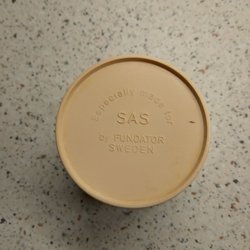 Especially made for
SAS
by FUNDATOR
SWEDEN